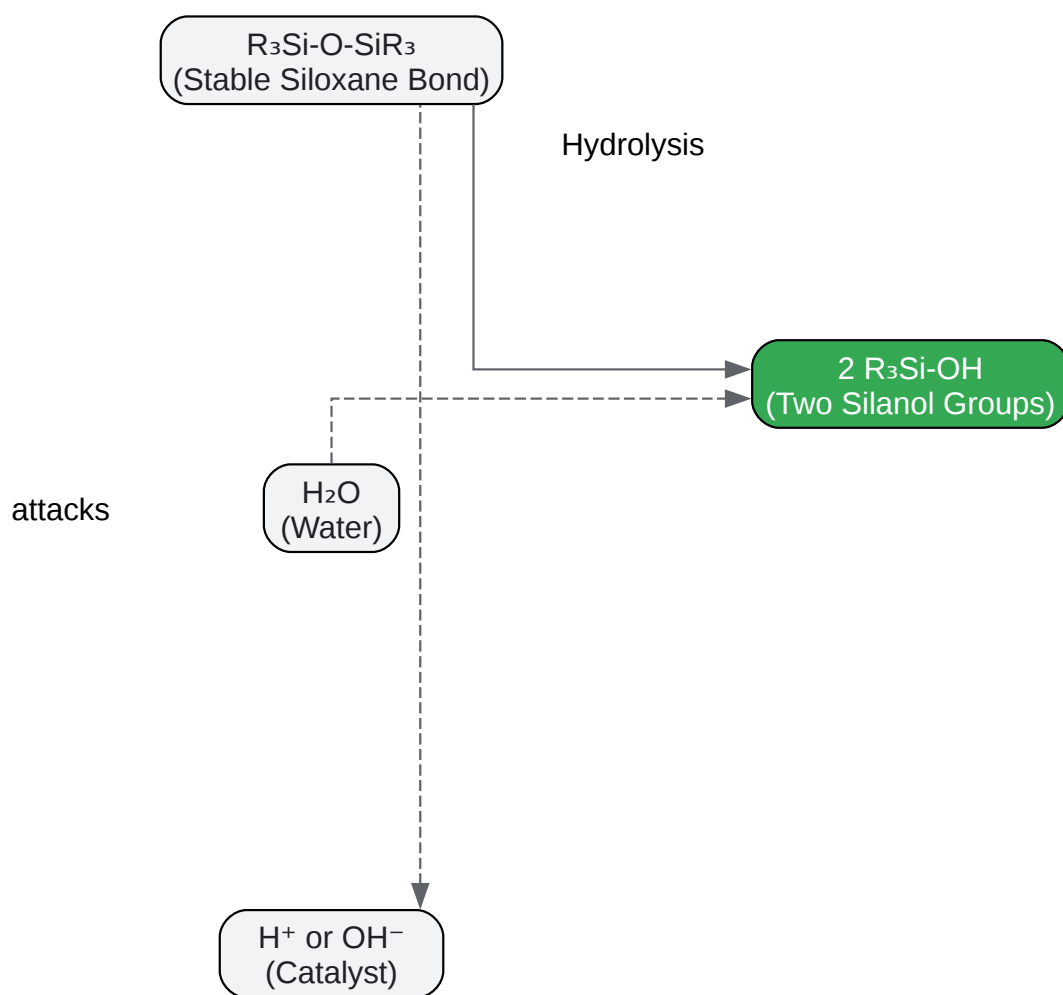 R₃Si-O-SiR₃
(Stable Siloxane Bond)
Hydrolysis
2 R₃Si-OH
(Two Silanol Groups)
H₂O
(Water)
attacks
H⁺ or OH⁻
(Catalyst)